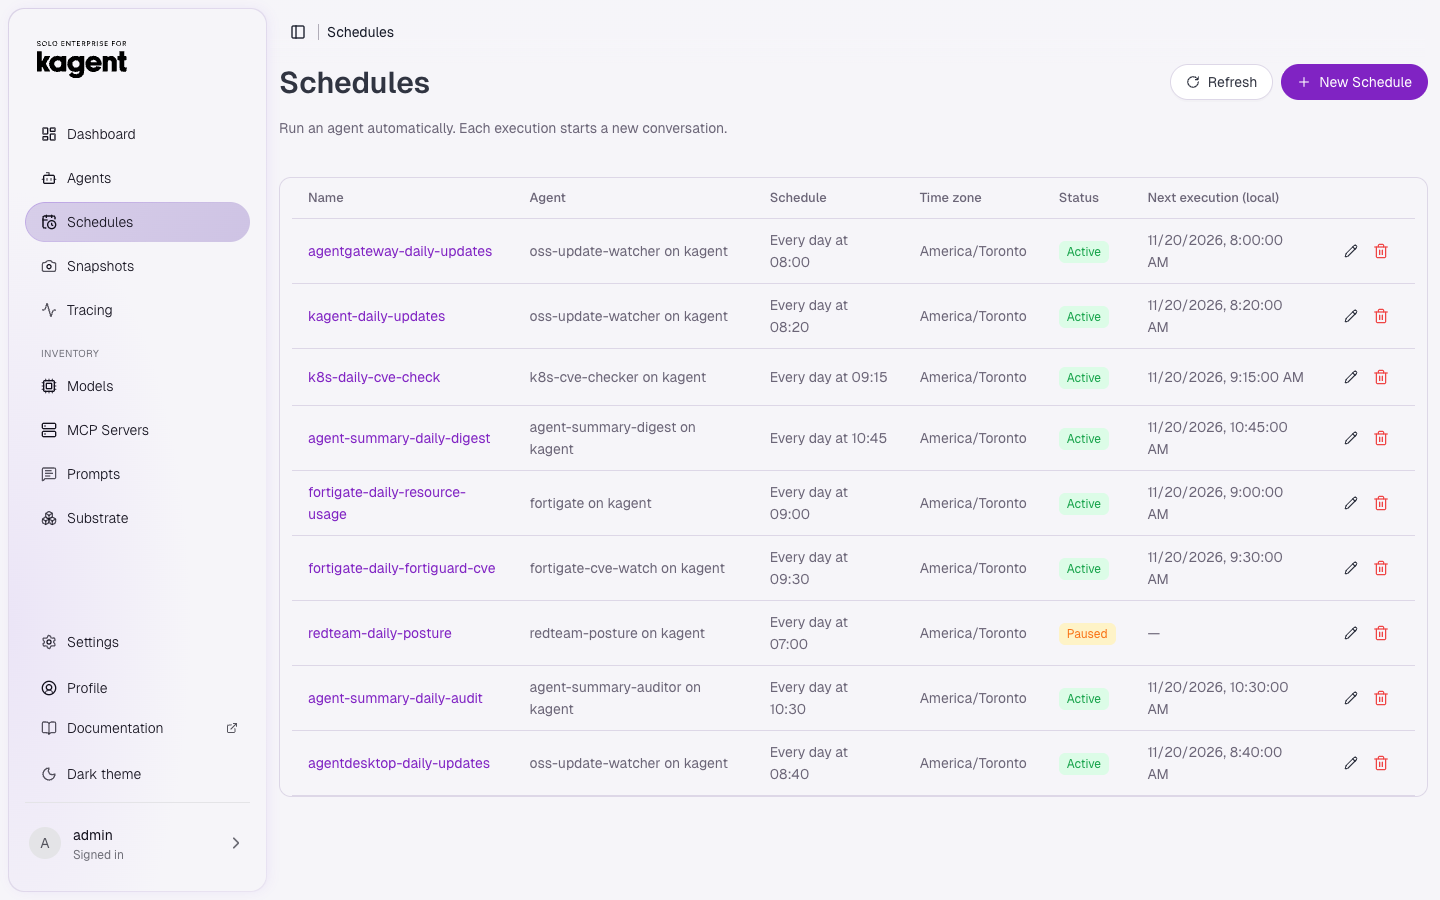 SOLO ENTERPRISE FOR
kagent
Dashboard
Agents
Schedules
Snapshots
Tracing
INVENTORY
Models
MCP Servers
Prompts
Substrate
Settings
Profile
Documentation
Dark theme
A
admin
Signed in
Schedules
Schedules
Refresh
New Schedule
Run an agent automatically. Each execution starts a new conversation.
Name Agent Schedule Time zone Status Next execution (local)
agentgateway-daily-updates oss-update-watcher on kagent Every day at America/Toronto Active 11/20/2026, 8:00:00
08:00 AM
kagent-daily-updates oss-update-watcher on kagent Every day at America/Toronto Active 11/20/2026, 8:20:00
08:20 AM
k8s-daily-cve-check k8s-cve-checker on kagent Every day at 09:15 America/Toronto Active 11/20/2026, 9:15:00 AM
agent-summary-daily-digest agent-summary-digest on Every day at 10:45 America/Toronto Active 11/20/2026, 10:45:00
kagent AM
fortigate-daily-resource- fortigate on kagent Every day at America/Toronto Active 11/20/2026, 9:00:00
usage 09:00 AM
fortigate-daily-fortiguard-cve fortigate-cve-watch on kagent Every day at America/Toronto Active 11/20/2026, 9:30:00
09:30 AM
redteam-daily-posture redteam-posture on kagent Every day at America/Toronto Paused —
07:00
agent-summary-daily-audit agent-summary-auditor on Every day at America/Toronto Active 11/20/2026, 10:30:00
kagent 10:30 AM
agentdesktop-daily-updates oss-update-watcher on kagent Every day at America/Toronto Active 11/20/2026, 8:40:00
08:40 AM